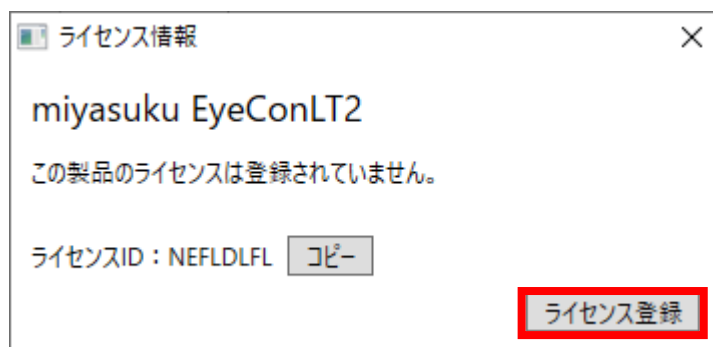 ライセンス情報
miyasuku EyeConLT2
この製品のライセンスは登録されていません。
ライセンスID：NEFLDLFL コピー
ライセンス登録